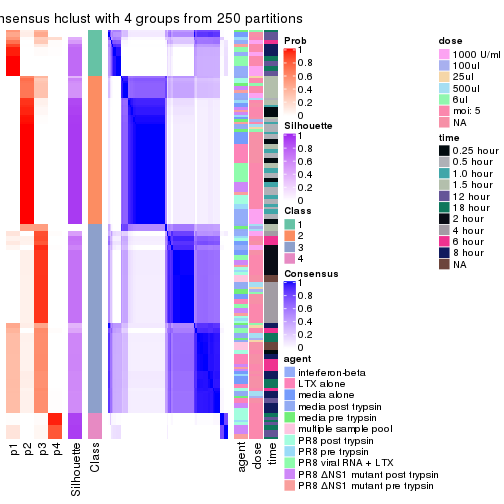 nsensus hclust with 4 groups from 250 partitions
Prob
1
0.8
0.6
0.4
0.2
0
Silhouette
1
0.8
0.6
0.4
0.2
0
Class
1
2
3
4
Consensus
1
0.8
0.6
0.4
0.2
0
agent
interferon-beta
LTX alone
media alone
media post trypsin
media pre trypsin
multiple sample pool
PR8 post trypsin
PR8 pre trypsin
PR8 viral RNA + LTX
PR8 ΔNS1 mutant post trypsin
PR8 ΔNS1 mutant pre trypsin
dose
1000 U/ml
100ul
25ul
500ul
6ul
moi: 5
NA
time
0.25 hour
0.5 hour
1.0 hour
1.5 hour
12 hour
18 hour
2 hour
4 hour
6 hour
8 hour
NA
p1
p2
p3
p4
Silhouette
Class
agent
dose
time